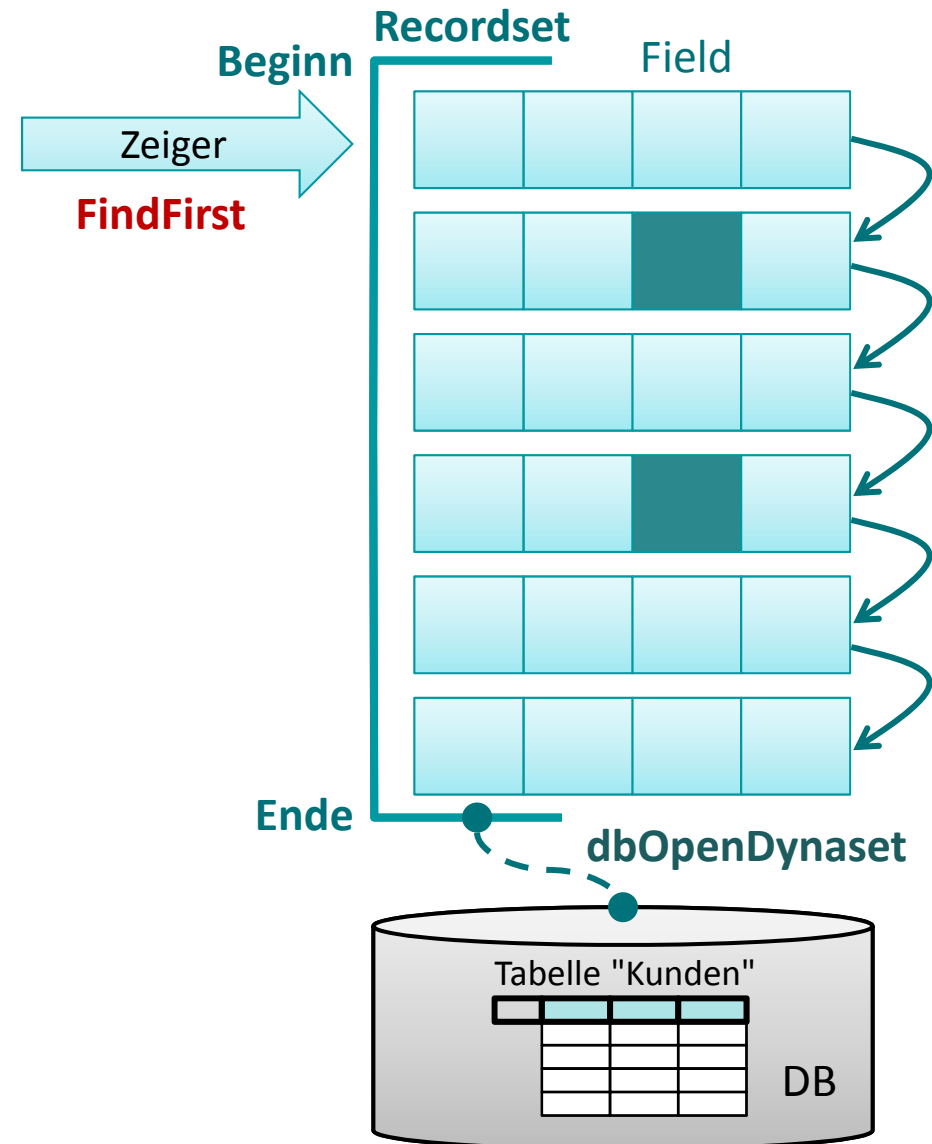 Recordset
Beginn
Field
Zeiger
FindFirst
Ende
dbOpenDynaset
Tabelle "Kunden"
DB